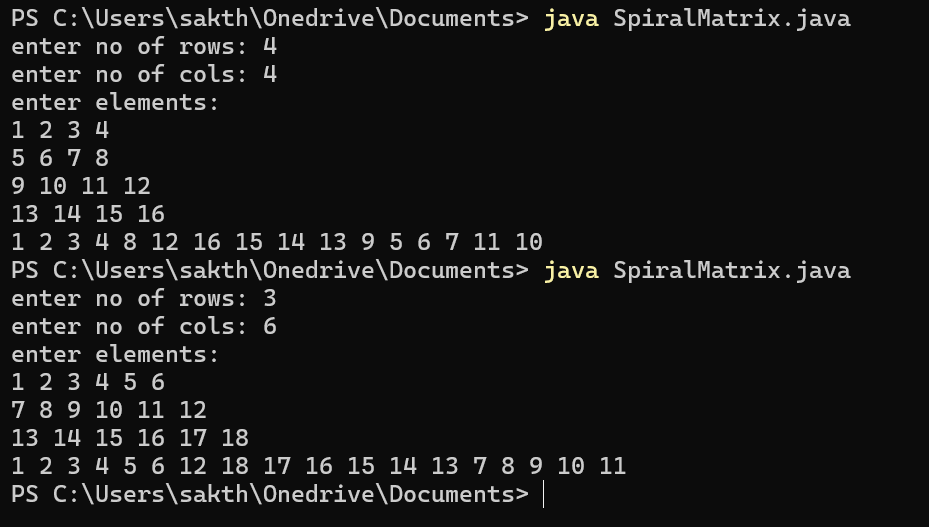 PS C:\Users\sakth\Onedrive\Documents> java SpiralMatrix.java
enter no of rows: 4
enter no of cols: 4
enter elements:
1 2 3 4
5 6 7 8
9 10 11 12
13 14 15 16
1 2 3 4 8 12 16 15 14 13 9 5 6 7 11 10
PS C:\Users\sakth\Onedrive\Documents> java SpiralMatrix.java
enter no of rows: 3
enter no of cols: 6
enter elements:
1 2 3 4 5 6
7 8 9 10 11 12
13 14 15 16 17 18
1 2 3 4 5 6 12 18 17 16 15 14 13 7 8 9 10 11
PS C:\Users\sakth\Onedrive\Documents>